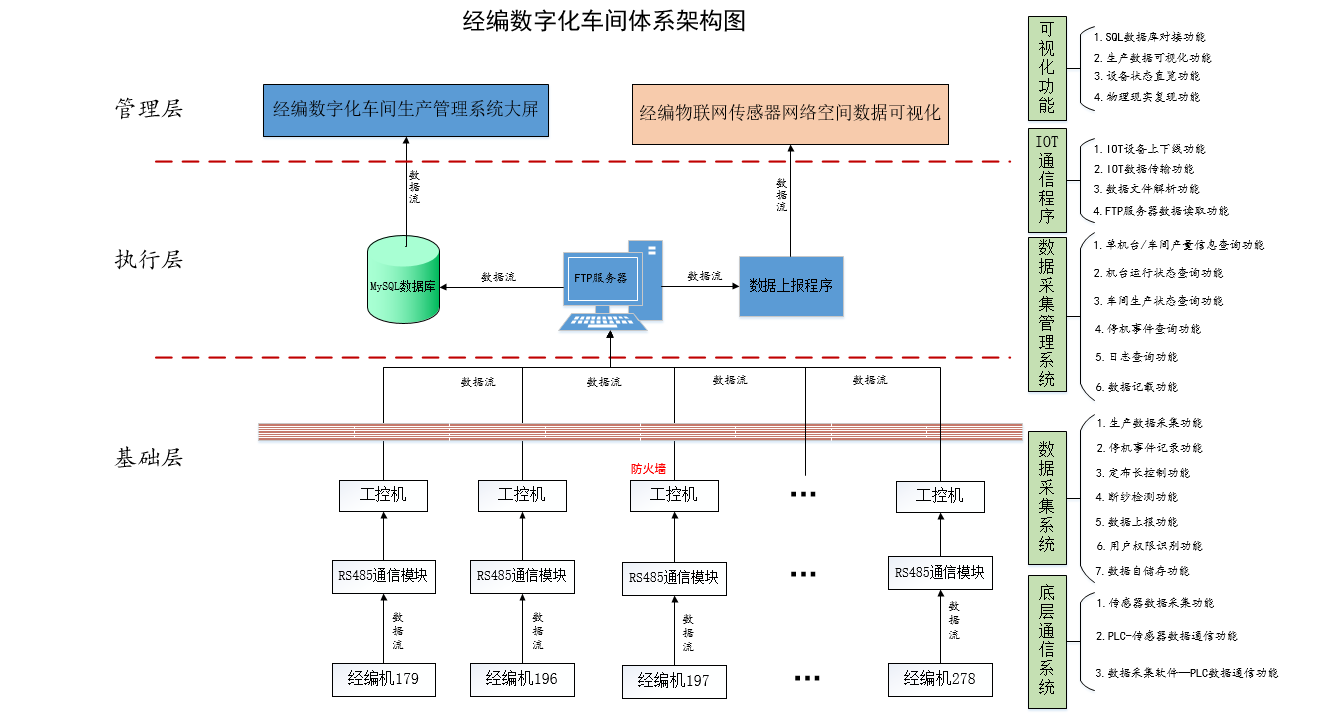 经编数字化车间体系架构图
管理层
经编数字化车间生产管理系统大屏
经编物联网传感器网络空间数据可视化
数据流
数据流
执行层
MySQL数据库
数据流
FTP服务器
数据流
数据上报程序
数据流
数据流
数据流
数据流
基础层
防火墙
工控机
工控机
工控机
...
工控机
RS485通信模块
RS485通信模块
RS485通信模块
...
RS485通信模块
数据流
数据流
数据流
数据流
经编机179
经编机196
经编机197
...
经编机278
可视化功能
1.SQL数据库对接功能
2.生产数据可视化功能
3.设备状态直览功能
4.物理现实复现功能
IOT通信程序
1.IOT设备上下线功能
2.IOT数据传输功能
3.数据文件解析功能
4.FTP服务器数据读取功能
数据采集管理系统
1.单机台/车间产量信息查询功能
2.机台运行状态查询功能
3.车间生产状态查询功能
4.停机事件查询功能
5.日志查询功能
6.数据记载功能
数据采集系统
1.生产数据采集功能
2.停机事件记录功能
3.定布长控制功能
4.断纱检测功能
5.数据上报功能
6.用户权限识别功能
7.数据自储存功能
底层通信系统
1.传感器数据采集功能
2.PLC-传感器数据通信功能
3.数据采集软件—PLC数据通信功能